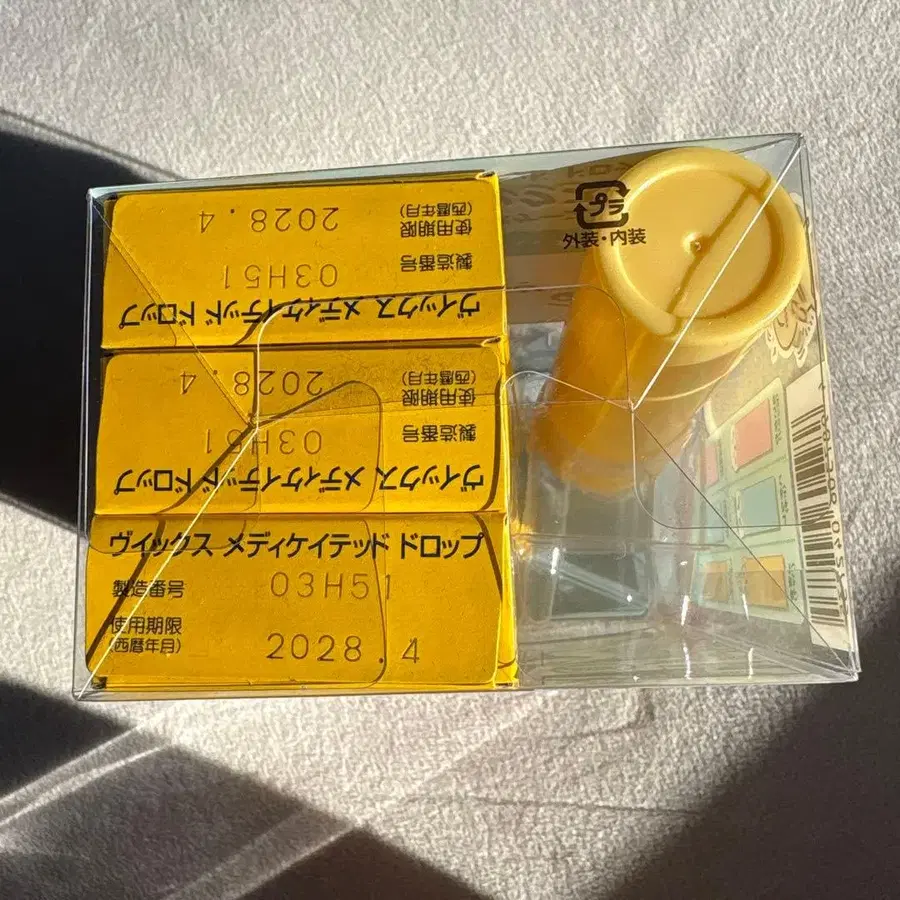 使用期限
(西暦年月)
2028.4
製造番号
03H51
ヴイックス メディケイテッド ドロップ
使用期限
(西暦年月)
2028.4
製造番号
03H51
ヴイックス メディケイテッド ドロップ
ヴイックス メディケイテッド ドロップ
製造番号
03H51
使用期限
(西暦年月)
2028.4
プラ
外装・内装